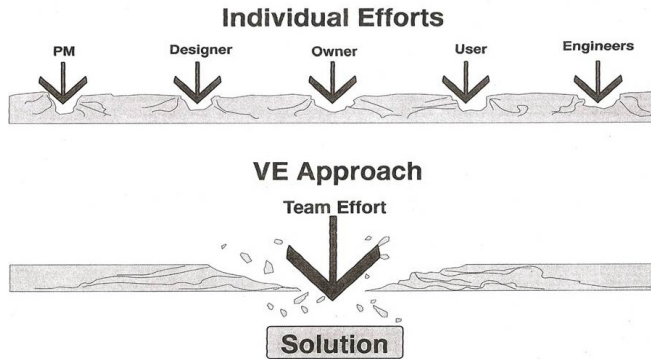 Individual Efforts
PM Designer Owner User Engineers
VE Approach
Team Effort
Solution